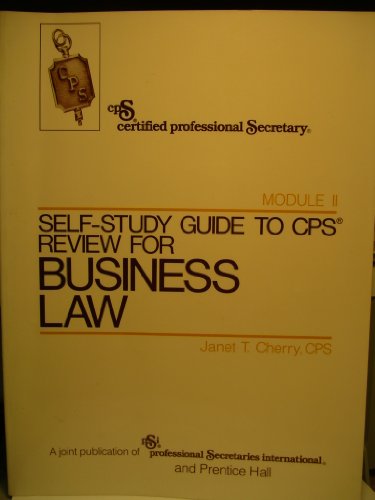 CPS
cpS® certified professional Secretary®
MODULE II
SELF-STUDY GUIDE TO CPS®
REVIEW FOR
BUSINESS
LAW
Janet T. Cherry, CPS
A joint publication of pSi® professional Secretaries international®
and Prentice Hall